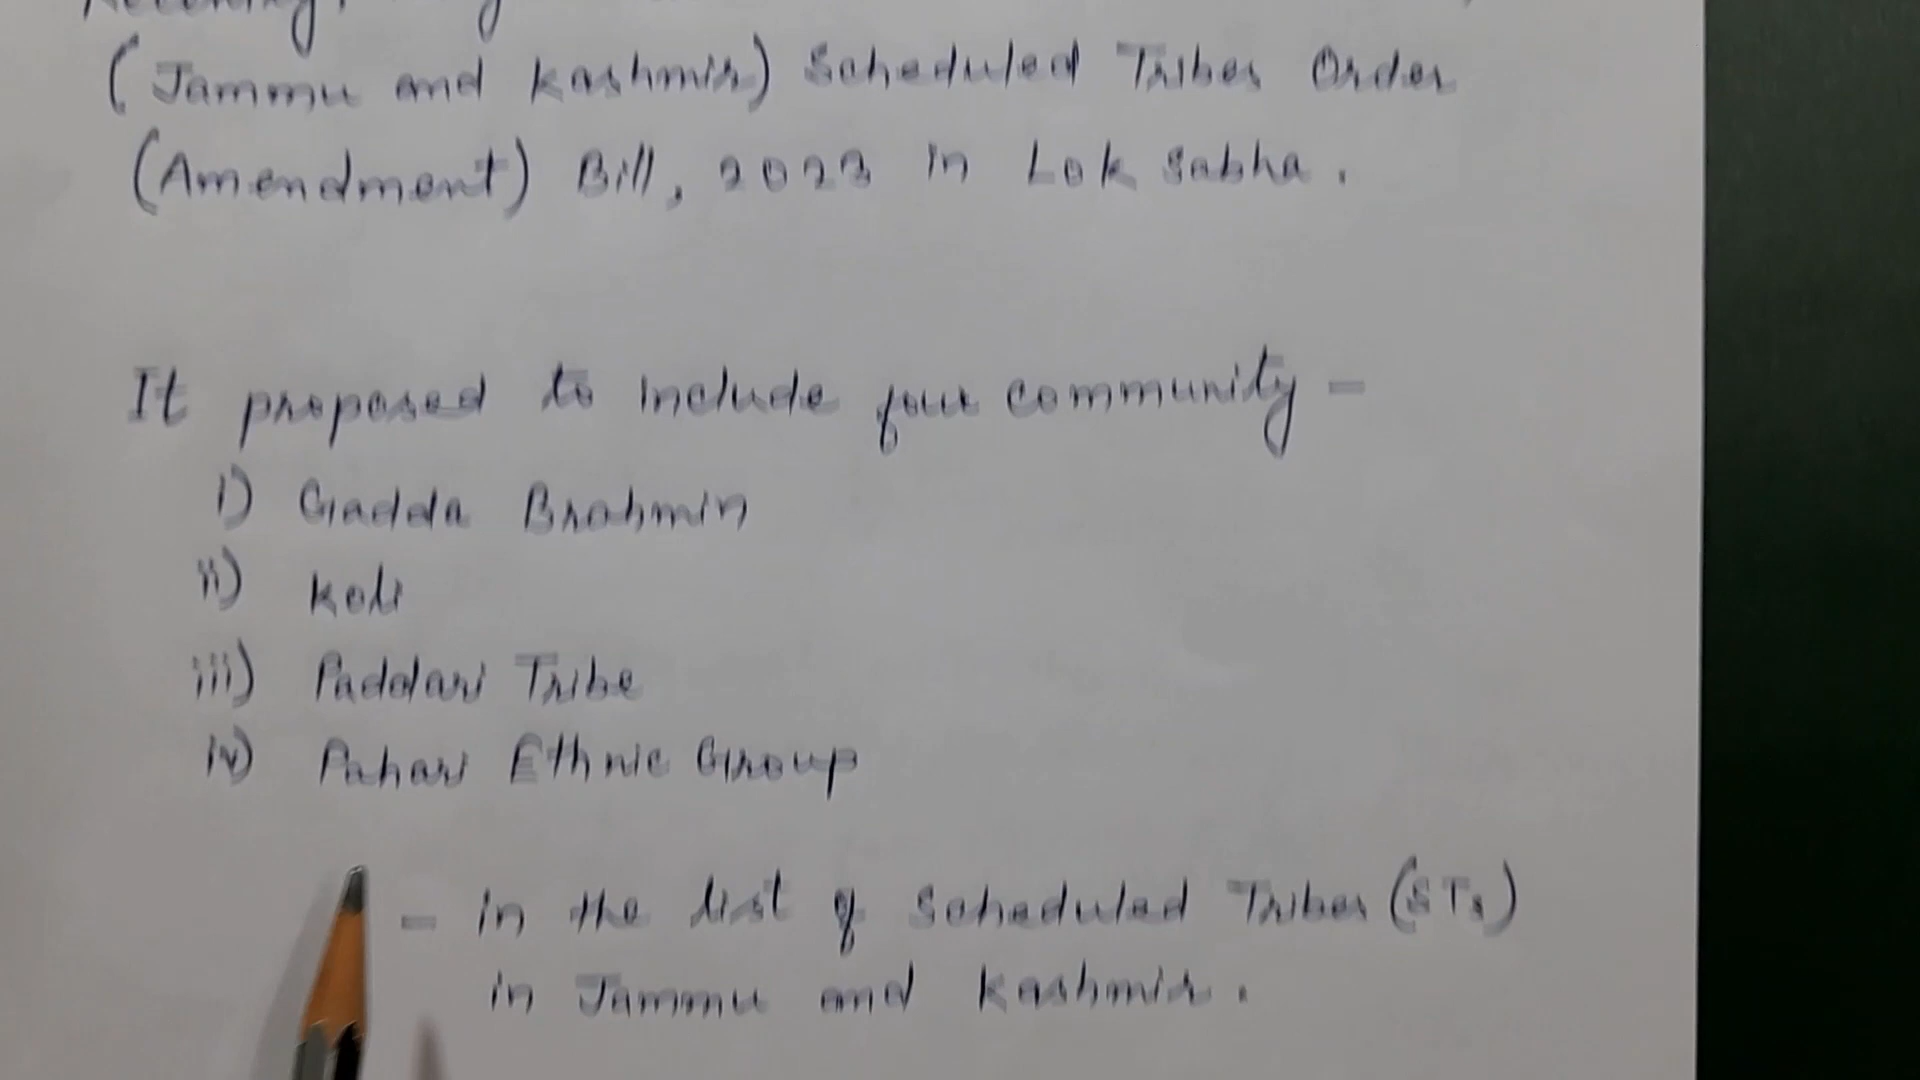 (Jammu and Kashmir) Scheduled Tribes Order
(Amendment) Bill, 2023 in Lok Sabha.
It proposed to include four community -
i) Gadda Brahmin
ii) Koli
iii) Paddari Tribe
iv) Pahari Ethnic Group
- in the list of Scheduled Tribes (STs)
in Jammu and Kashmir.